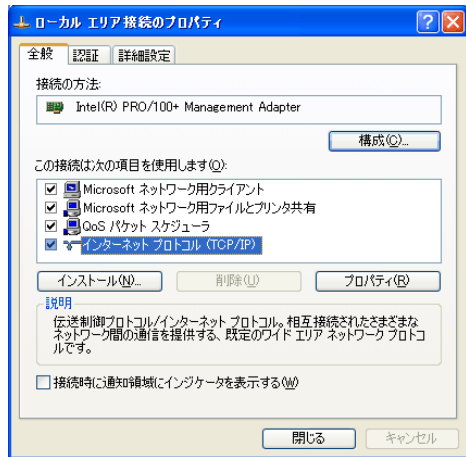 ローカル エリア接続のプロパティ
全般 認証 詳細設定
接続の方法:
Intel(R) PRO/100+ Management Adapter
構成(C)...
この接続は次の項目を使用します(O):
Microsoft ネットワーク用クライアント
Microsoft ネットワーク用ファイルとプリンタ共有
QoS パケット スケジューラ
インターネット プロトコル (TCP/IP)
インストール(N)... 削除(U) プロパティ(R)
説明
伝送制御プロトコル/インターネット プロトコル。相互接続されたさまざまな
ネットワーク間の通信を提供する、既定のワイド エリア ネットワーク プロトコ
ルです。
接続時に通知領域にインジケータを表示する(W)
閉じる キャンセル